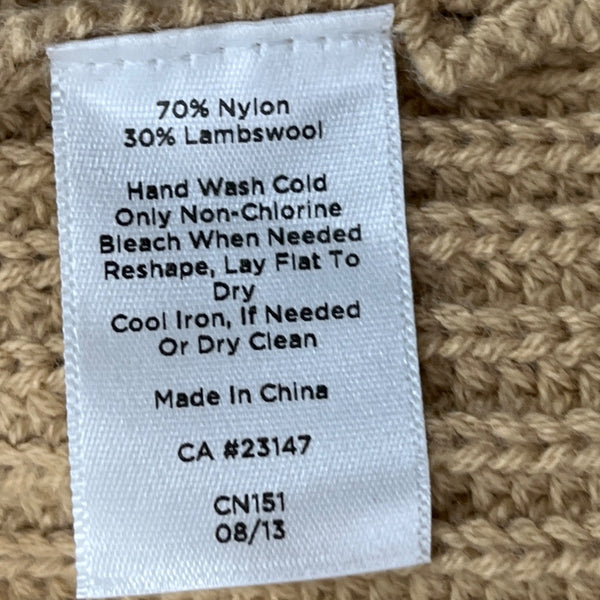 70% Nylon
30% Lambswool
Hand Wash Cold
Only Non-Chlorine
Bleach When Needed
Reshape, Lay Flat To
Dry
Cool Iron, If Needed
Or Dry Clean
Made In China
CA #23147
CN151
08/13